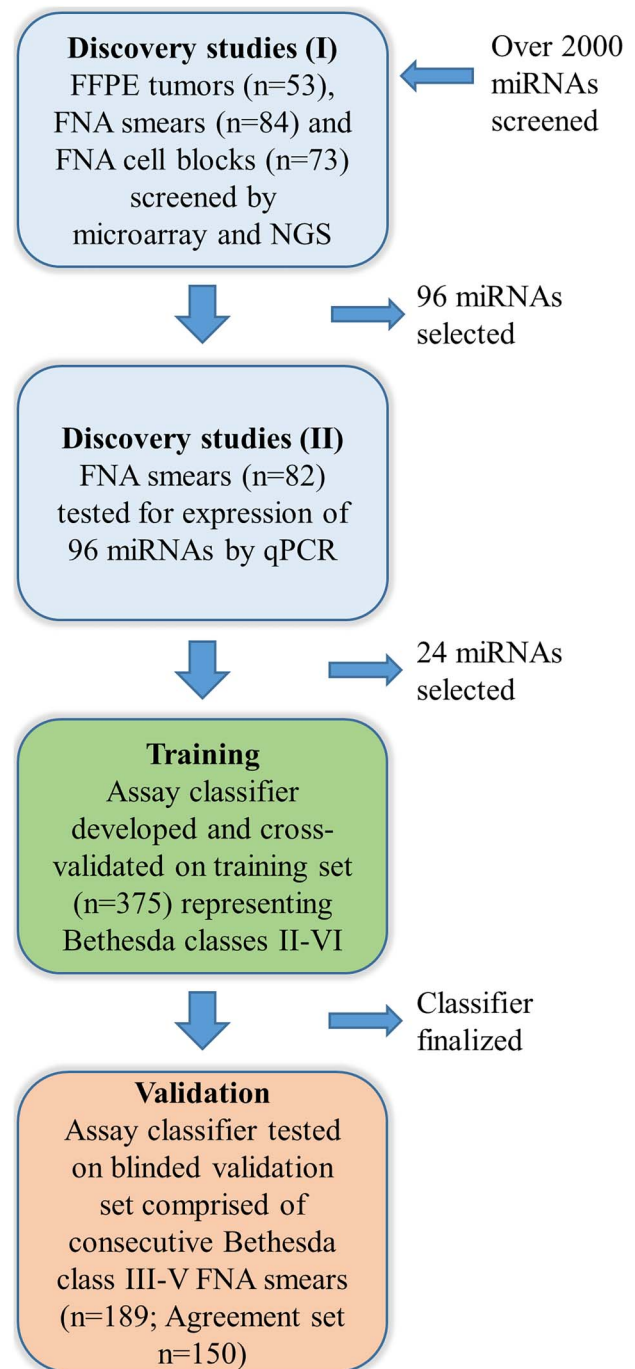 Discovery studies (I)
FFPE tumors (n=53),
FNA smears (n=84) and
FNA cell blocks (n=73)
screened by
microarray and NGS
Over 2000
miRNAs
screened
96 miRNAs
selected
Discovery studies (II)
FNA smears (n=82)
tested for expression of
96 miRNAs by qPCR
24 miRNAs
selected
Training
Assay classifier
developed and cross-
validated on training set
(n=375) representing
Bethesda classes II-VI
Classifier
finalized
Validation
Assay classifier tested
on blinded validation
set comprised of
consecutive Bethesda
class III-V FNA smears
(n=189; Agreement set
n=150)